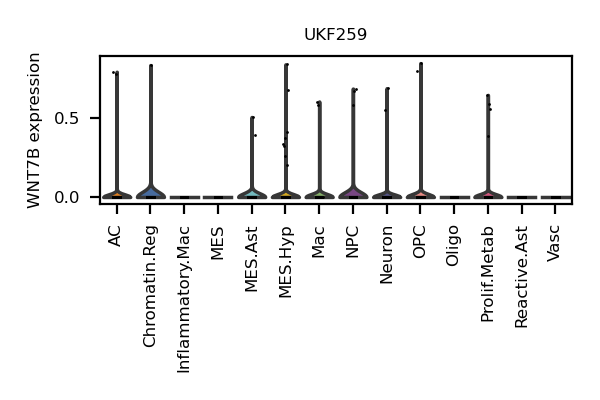 UKF259
WNT7B expression
0.5
0.0
AC
Chromatin.Reg
Inflammatory.Mac
MES
MES.Ast
MES.Hyp
Mac
NPC
Neuron
OPC
Oligo
Prolif.Metab
Reactive.Ast
Vasc